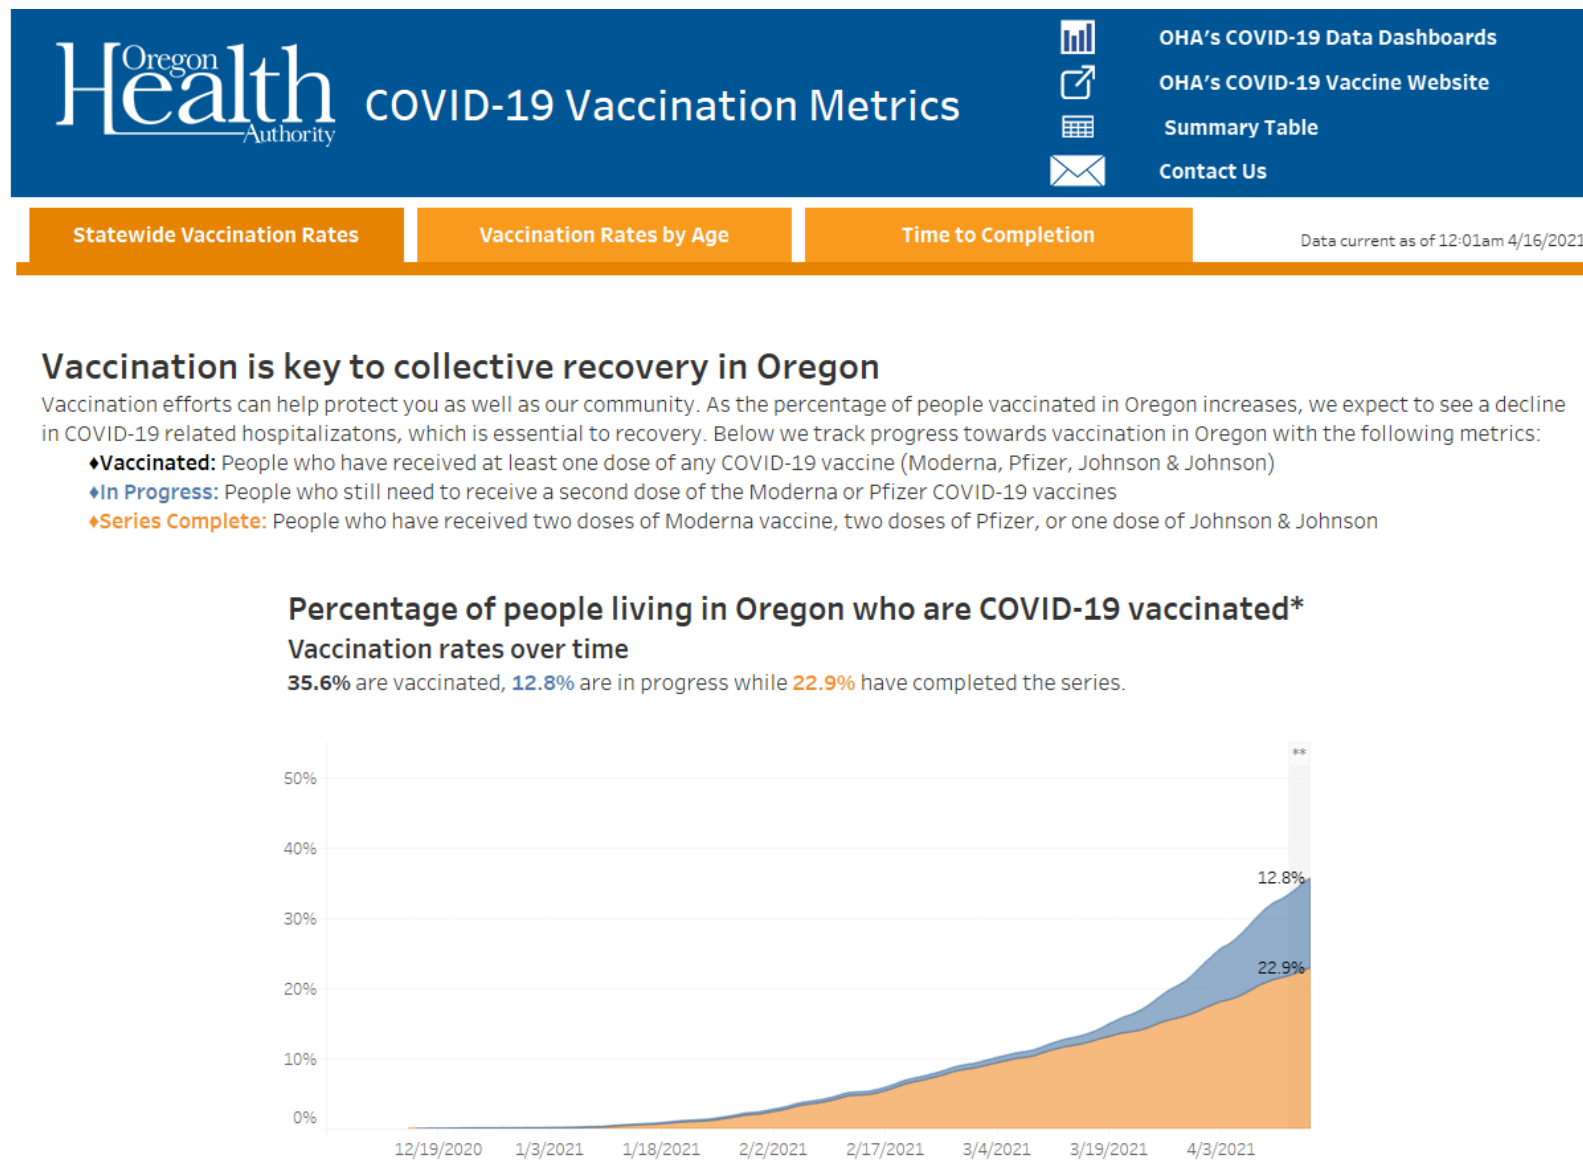 Oregon
Health
Authority
COVID-19 Vaccination Metrics
OHA's COVID-19 Data Dashboards
OHA's COVID-19 Vaccine Website
Summary Table
Contact Us
Statewide Vaccination Rates
Vaccination Rates by Age
Time to Completion
Data current as of 12:01am 4/16/2021
Vaccination is key to collective recovery in Oregon
Vaccination efforts can help protect you as well as our community. As the percentage of people vaccinated in Oregon increases, we expect to see a decline
in COVID-19 related hospitalizatons, which is essential to recovery. Below we track progress towards vaccination in Oregon with the following metrics:
♦Vaccinated: People who have received at least one dose of any COVID-19 vaccine (Moderna, Pfizer, Johnson & Johnson)
♦In Progress: People who still need to receive a second dose of the Moderna or Pfizer COVID-19 vaccines
♦Series Complete: People who have received two doses of Moderna vaccine, two doses of Pfizer, or one dose of Johnson & Johnson
Percentage of people living in Oregon who are COVID-19 vaccinated*
Vaccination rates over time
35.6% are vaccinated, 12.8% are in progress while 22.9% have completed the series.
**
50%
40%
12.8%
30%
22.9%
20%
10%
0%
12/19/2020 1/3/2021 1/18/2021 2/2/2021 2/17/2021 3/4/2021 3/19/2021 4/3/2021